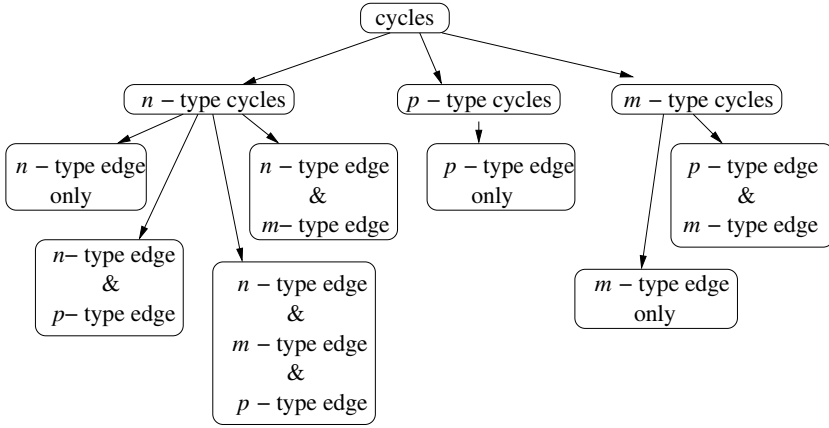 cycles
n – type cycles
p – type cycles
m – type cycles
n – type edge
only
n – type edge
&
m– type edge
p – type edge
only
p – type edge
&
m – type edge
n– type edge
&
p– type edge
n – type edge
&
m – type edge
&
p – type edge
m – type edge
only